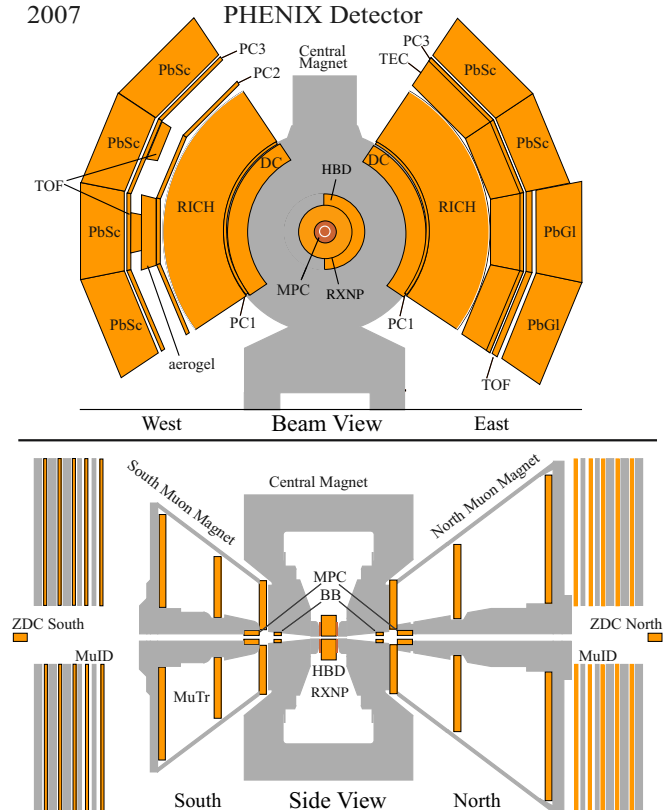 2007
PHENIX Detector
Central
Magnet
PC3
PC2
PbSc
PbSc
TOF
PbSc
PbSc
RICH
DC
HBD
MPC
RXNP
PC1
aerogel
PC3
TEC
PbSc
PbSc
DC
RICH
PbGl
PbGl
PC1
TOF
West
Beam View
East
South Muon Magnet
Central Magnet
North Muon Magnet
MPC
BB
ZDC South
ZDC North
MuID
MuID
HBD
RXNP
MuTr
South
Side View
North